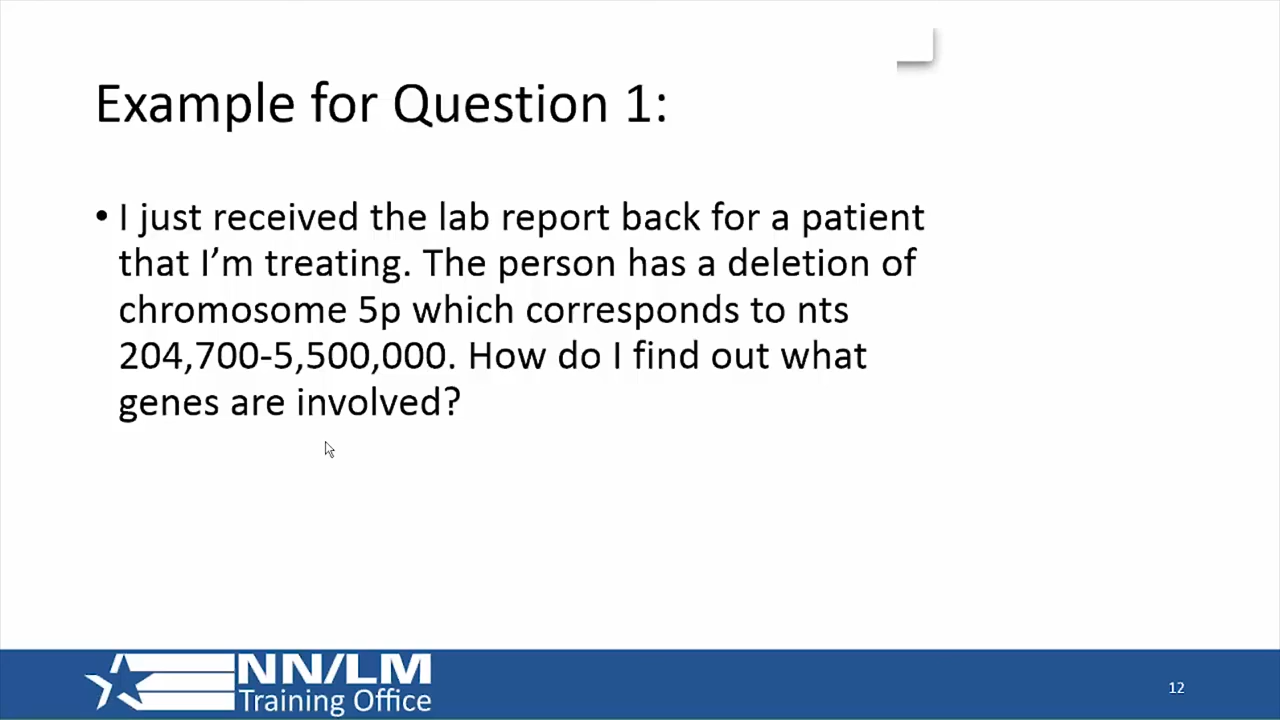 Example for Question 1:
• I just received the lab report back for a patient
that I’m treating. The person has a deletion of
chromosome 5p which corresponds to nts
204,700-5,500,000. How do I find out what
genes are involved?
NN/LM
Training Office
12